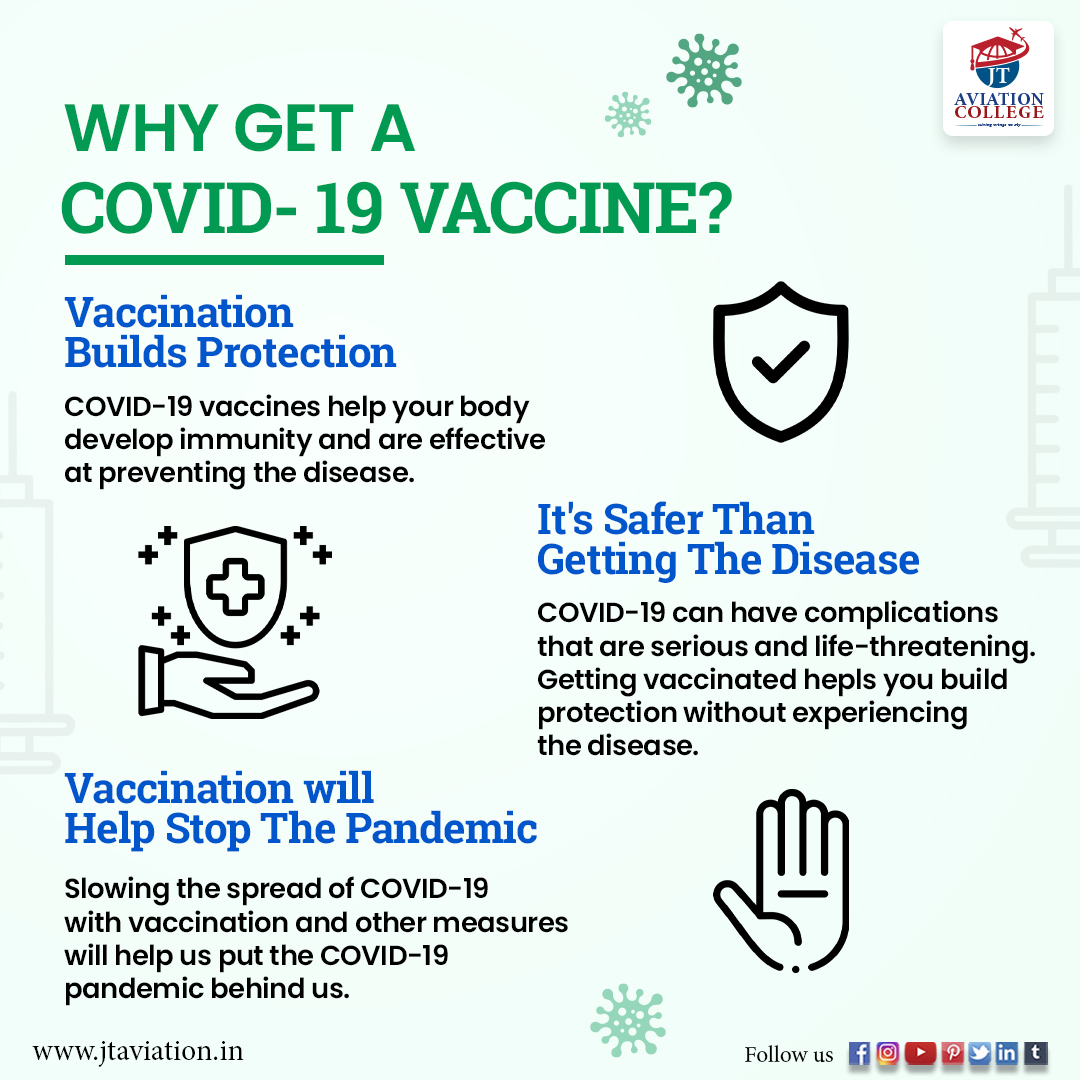 JT
AVIATION
COLLEGE
WHY GET A
COVID- 19 VACCINE?
Vaccination
Builds Protection
COVID-19 vaccines help your body
develop immunity and are effective
at preventing the disease.
It's Safer Than
Getting The Disease
COVID-19 can have complications
that are serious and life-threatening.
Getting vaccinated hepls you build
protection without experiencing
the disease.
Vaccination will
Help Stop The Pandemic
Slowing the spread of COVID-19
with vaccination and other measures
will help us put the COVID-19
pandemic behind us.
www.jtaviation.in
Follow us